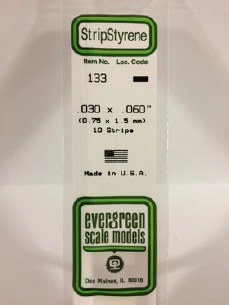 StripStyrene
Item No. Loc. Code
133
.030 x .060"
(0.75 x 1.5 mm)
10 Strips
Made in U.S.A.
evergreen
scale models
Des Plaines, IL 60018